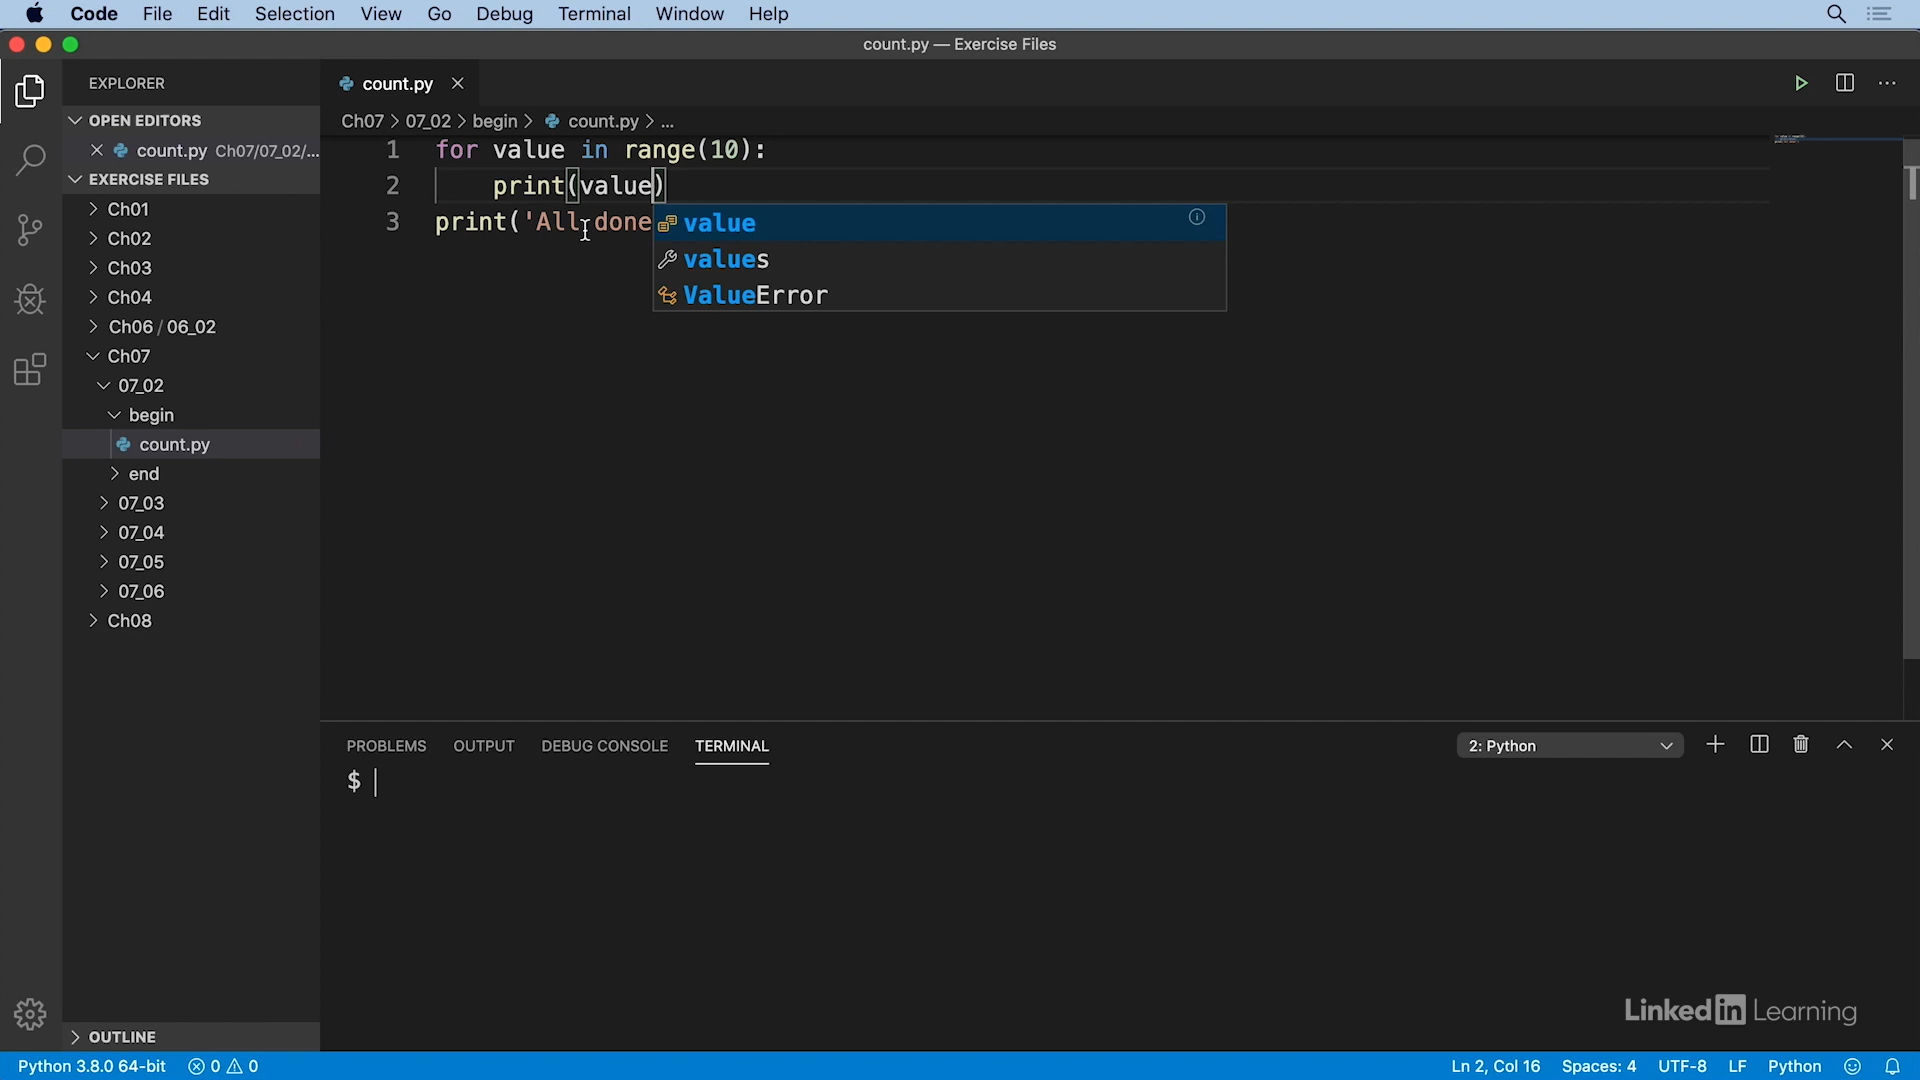 Code File Edit Selection View Go Debug Terminal Window Help
count.py — Exercise Files
EXPLORER
OPEN EDITORS
count.py Ch07/07_02/...
EXERCISE FILES
Ch01
Ch02
Ch03
Ch04
Ch06 / 06_02
Ch07
07_02
begin
count.py
end
07_03
07_04
07_05
07_06
Ch08
OUTLINE
count.py
Ch07 > 07_02 > begin > count.py > ...
1 for value in range(10):
2 print(value)
3 print('All done
value
values
ValueError
PROBLEMS OUTPUT DEBUG CONSOLE TERMINAL
2: Python
$
Linked in Learning
Python 3.8.0 64-bit 0 0 Ln 2, Col 16 Spaces: 4 UTF-8 LF Python